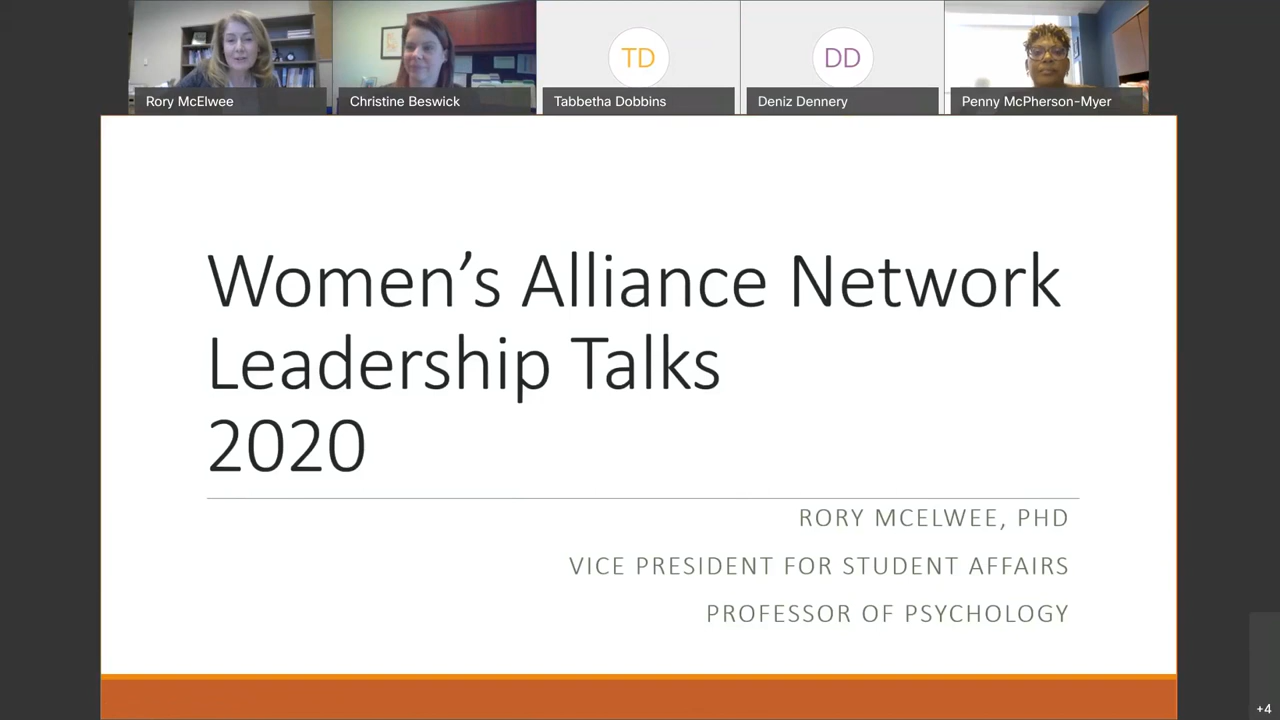 TD
DD
Rory McElwee
Christine Beswick
Tabbetha Dobbins
Deniz Dennery
Penny McPherson-Myer
Women’s Alliance Network
Leadership Talks
2020
RORY MCELWEE, PHD
VICE PRESIDENT FOR STUDENT AFFAIRS
PROFESSOR OF PSYCHOLOGY
+4